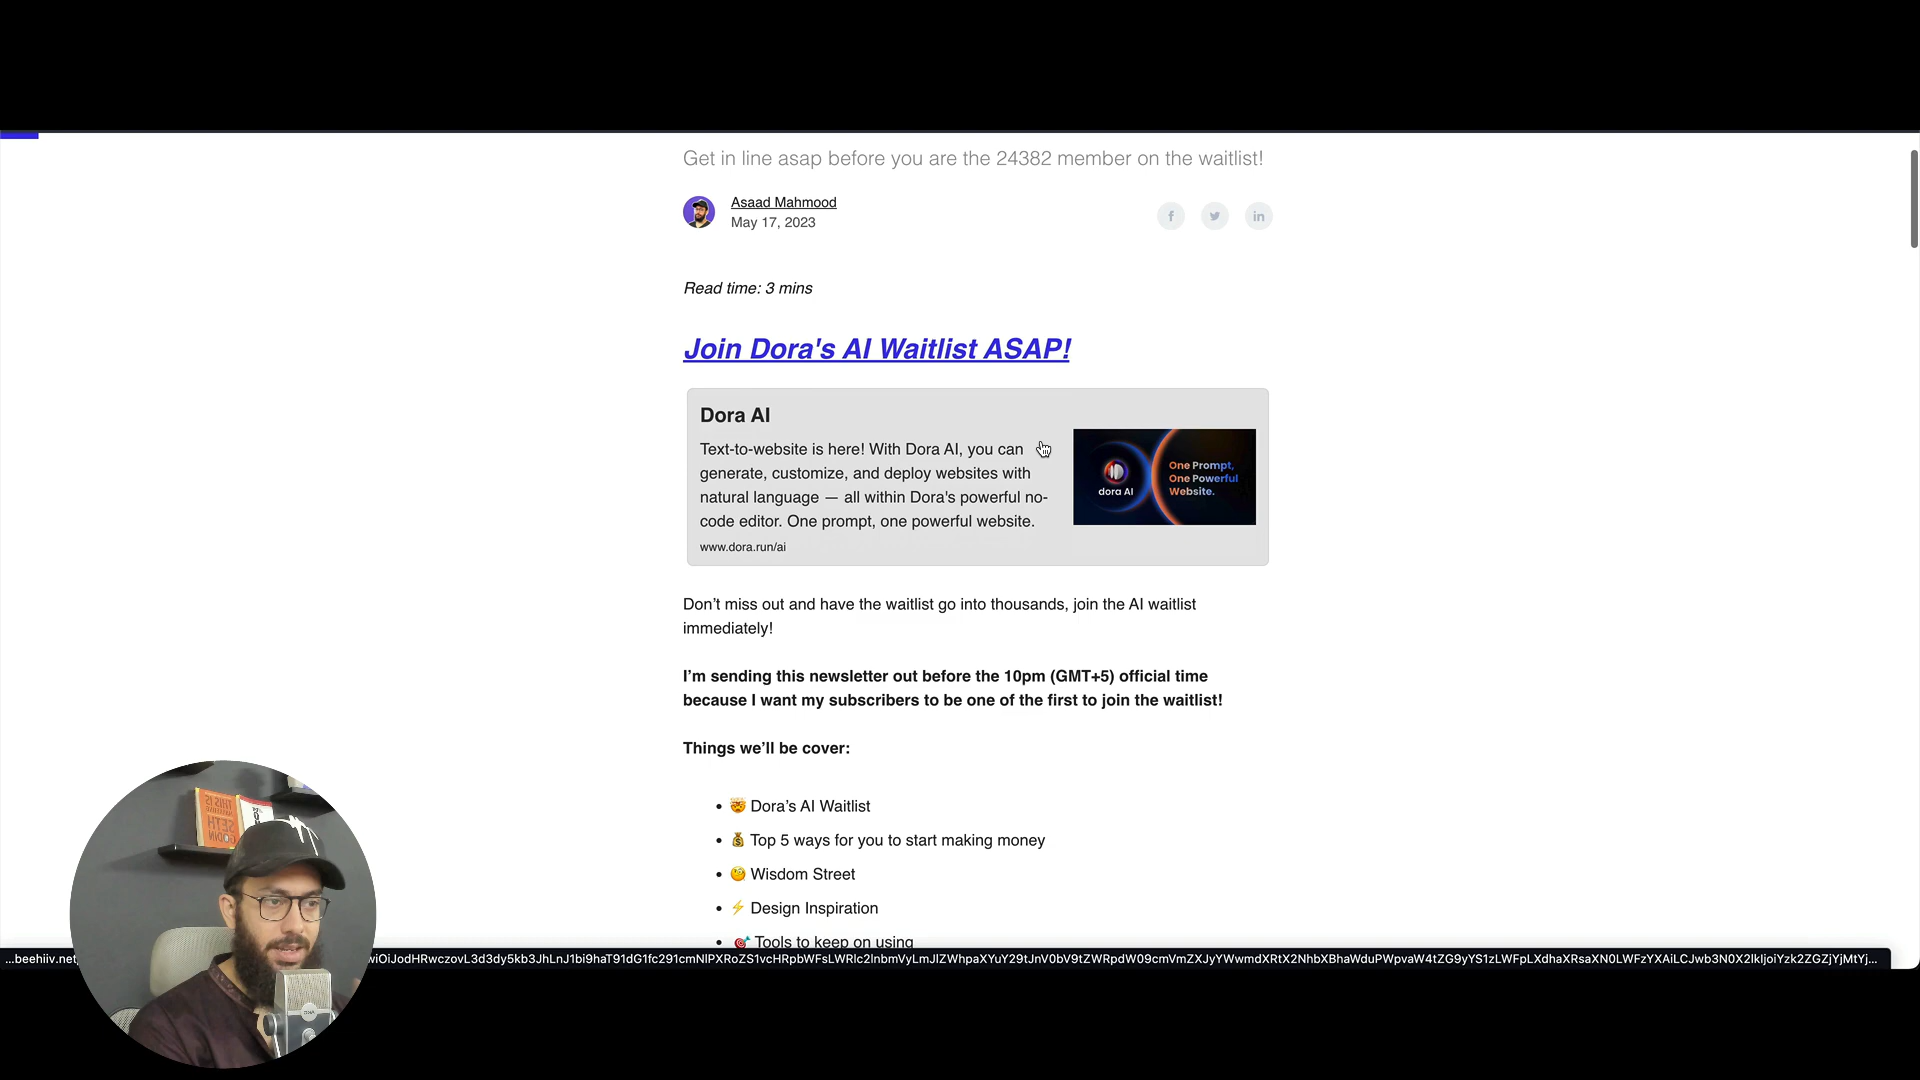 Get in line asap before you are the 24382 member on the waitlist!
Asaad Mahmood
May 17, 2023
Read time: 3 mins
Join Dora's AI Waitlist ASAP!
Dora AI
Text-to-website is here! With Dora AI, you can
generate, customize, and deploy websites with
natural language — all within Dora's powerful no-
code editor. One prompt, one powerful website.
www.dora.run/ai
One Prompt,
One Powerful
Website.
dora AI
Don’t miss out and have the waitlist go into thousands, join the AI waitlist
immediately!
I’m sending this newsletter out before the 10pm (GMT+5) official time
because I want my subscribers to be one of the first to join the waitlist!
Things we’ll be cover:
• 🤯 Dora’s AI Waitlist
• 💰 Top 5 ways for you to start making money
• 🧐 Wisdom Street
• ⚡ Design Inspiration
• 🎯 Tools to keep on using
...beehiiv.net
THIS IS
SETH
GODIN